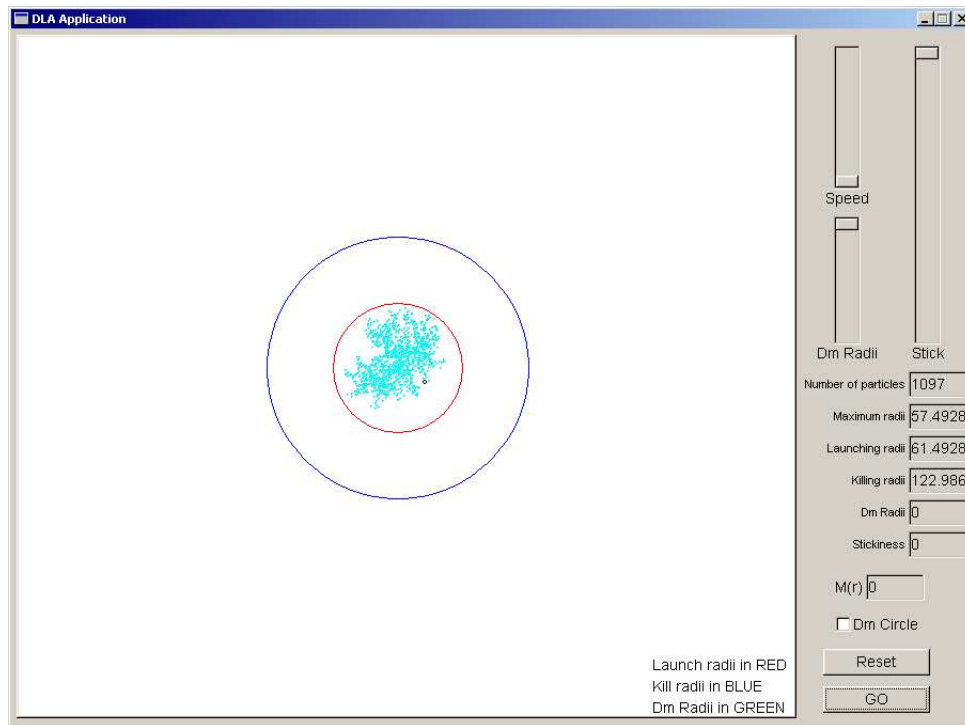 DLA Application
Speed
Dm Radii Stick
Number of particles 1097
Maximum radii 57.4928
Launching radii 61.4928
Killing radii 122.986
Dm Radii 0
Stickiness 0
M(r) 0
Dm Circle
Launch radii in RED
Reset
Kill radii in BLUE
Dm Radii in GREEN
GO